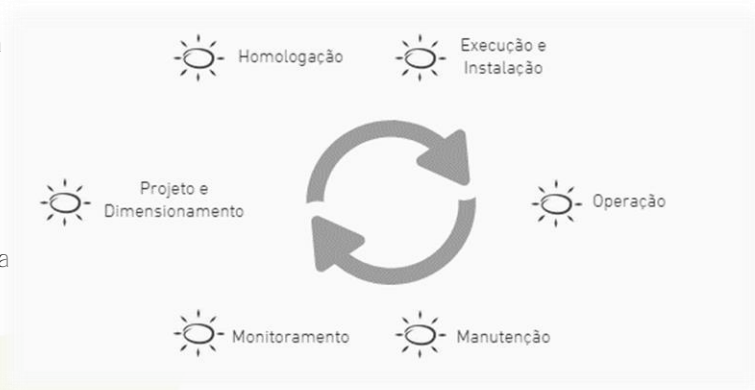 Homologação
Execução e
Instalação
Projeto e
Dimensionamento
Operação
Monitoramento
Manutenção
a